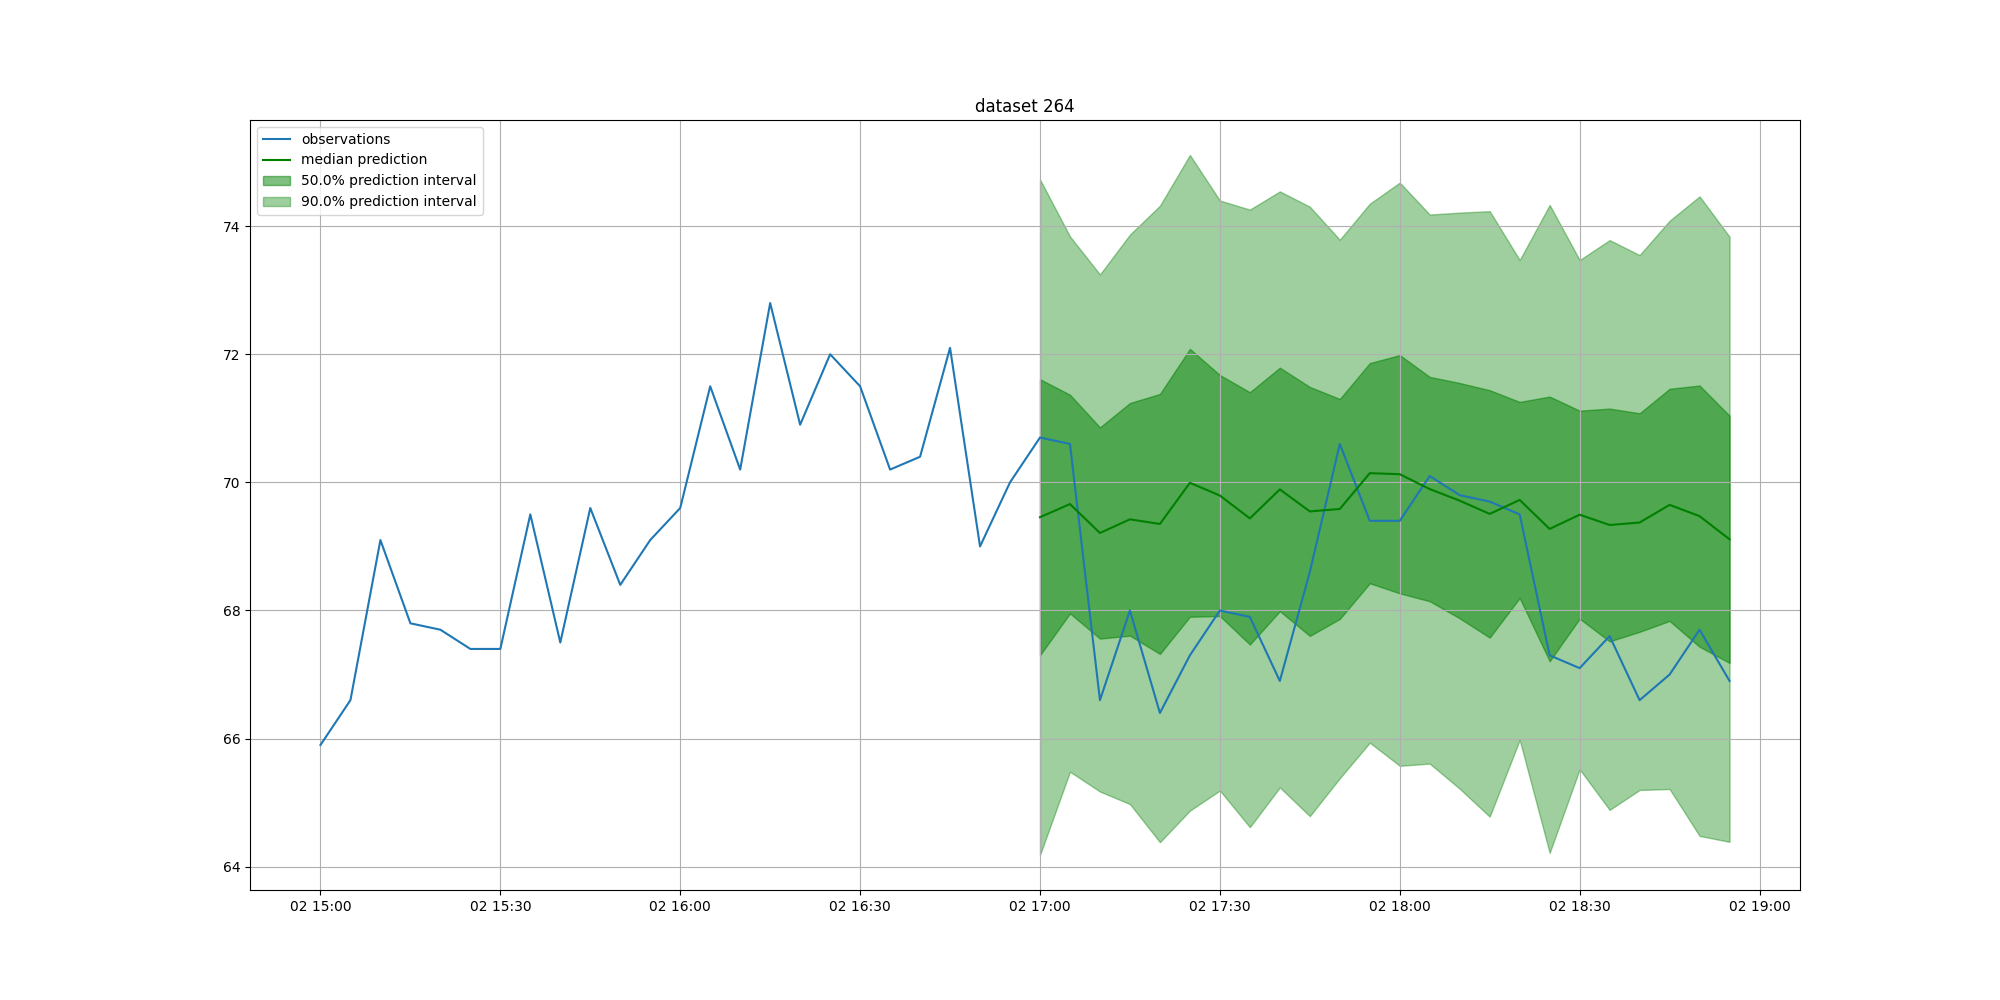 dataset 264
observations
median prediction
50.0% prediction interval
90.0% prediction interval
74
72
70
68
66
64
02 15:00 02 15:30 02 16:00 02 16:30 02 17:00 02 17:30 02 18:00 02 18:30 02 19:00